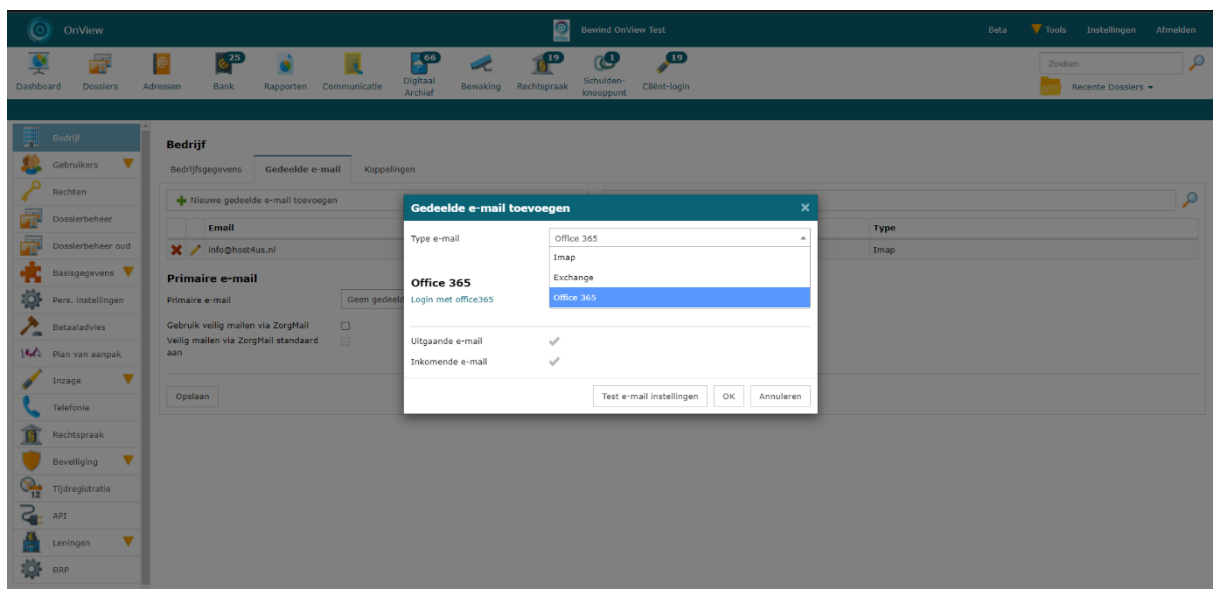 OnView
Bewind OnView Test
Beta
Tools
Instellingen
Afmelden
Dashboard
Dossiers
Adressen
25
Bank
Rapporten
Communicatie
66
Digitaal
Archief
Bewaking
19
Rechtspraak
1
Schulden-
knooppunt
19
Cliënt-login
Zoeken
Recente Dossiers
Bedrijf
Gebruikers
Rechten
Dossierbeheer
Dossierbeheer oud
Basisgegevens
Pers. instellingen
Betaaladvies
Plan van aanpak
Inzage
Telefonie
Rechtspraak
Beveiliging
12
Tijdregistratie
API
Leningen
BRP
Bedrijf
Bedrijfsgegevens
Gedeelde e-mail
Koppelingen
Nieuwe gedeelde e-mail toevoegen
Email
Type
info@host4us.nl
Imap
Primaire e-mail
Primaire e-mail
Geen gedeeld
Gebruik veilig mailen via ZorgMail
Veilig mailen via ZorgMail standaard
aan
Opslaan
Gedeelde e-mail toevoegen
Type e-mail
Office 365
Imap
Exchange
Office 365
Office 365
Login met office365
Uitgaande e-mail
Inkomende e-mail
Test e-mail instellingen
OK
Annuleren